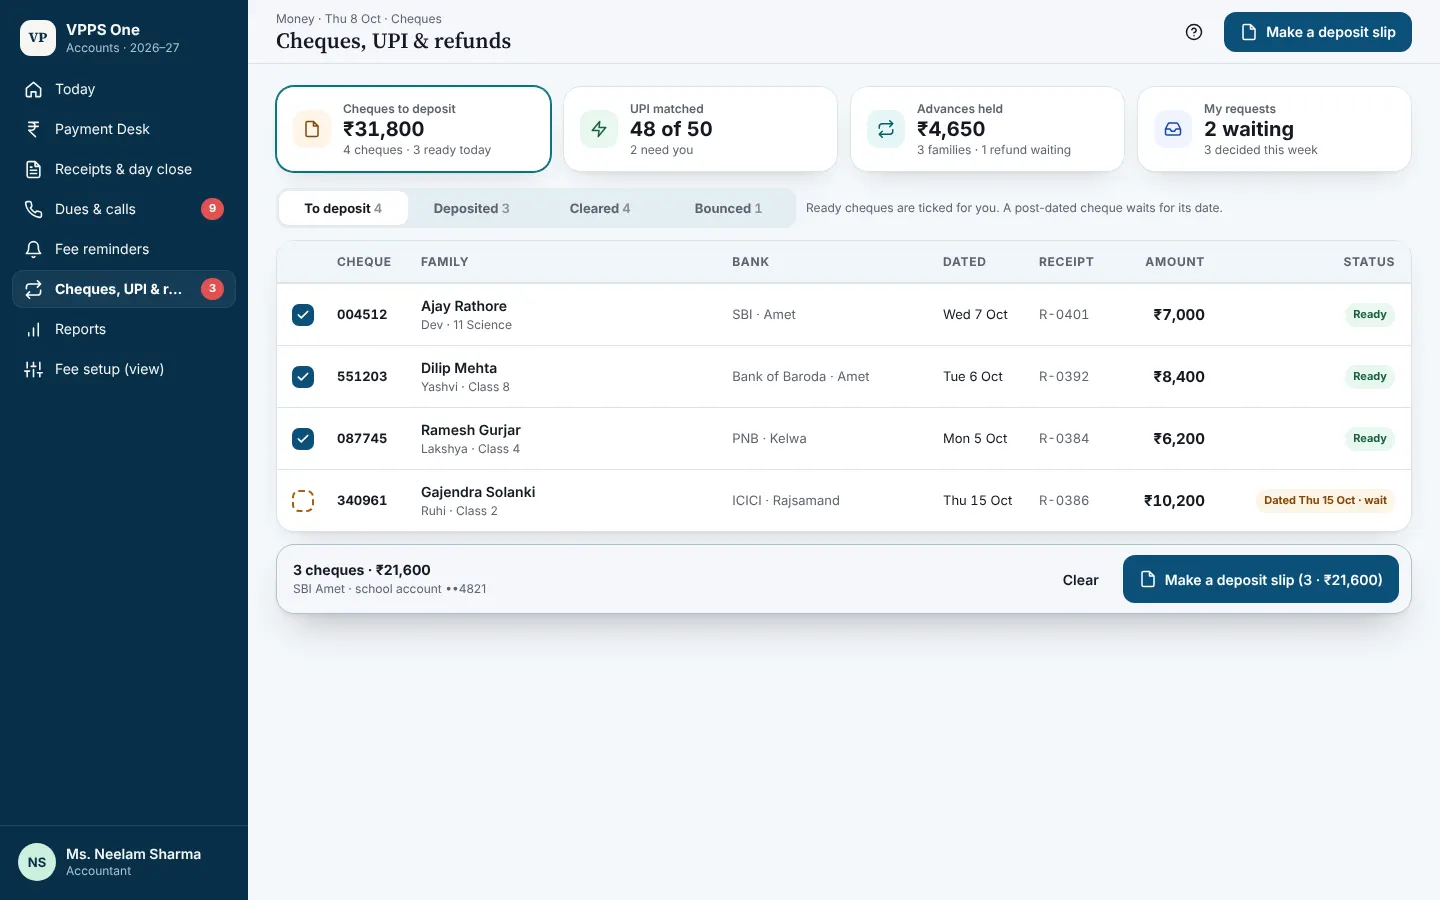 VP
VPPS One
Accounts · 2026–27
Today
Payment Desk
Receipts & day close
Dues & calls 9
Fee reminders
Cheques, UPI & r... 3
Reports
Fee setup (view)
NS
Ms. Neelam Sharma
Accountant
Money · Thu 8 Oct · Cheques
Cheques, UPI & refunds
Make a deposit slip
Cheques to deposit
₹31,800
4 cheques · 3 ready today
UPI matched
48 of 50
2 need you
Advances held
₹4,650
3 families · 1 refund waiting
My requests
2 waiting
3 decided this week
To deposit 4 Deposited 3 Cleared 4 Bounced 1 Ready cheques are ticked for you. A post-dated cheque waits for its date.
CHEQUE FAMILY BANK DATED RECEIPT AMOUNT STATUS
004512 Ajay Rathore SBI · Amet Wed 7 Oct R-0401 ₹7,000 Ready
Dev · 11 Science
551203 Dilip Mehta Bank of Baroda · Amet Tue 6 Oct R-0392 ₹8,400 Ready
Yashvi · Class 8
087745 Ramesh Gurjar PNB · Kelwa Mon 5 Oct R-0384 ₹6,200 Ready
Lakshya · Class 4
340961 Gajendra Solanki ICICI · Rajsamand Thu 15 Oct R-0386 ₹10,200 Dated Thu 15 Oct · wait
Ruhi · Class 2
3 cheques · ₹21,600
SBI Amet · school account ••4821
Clear
Make a deposit slip (3 · ₹21,600)